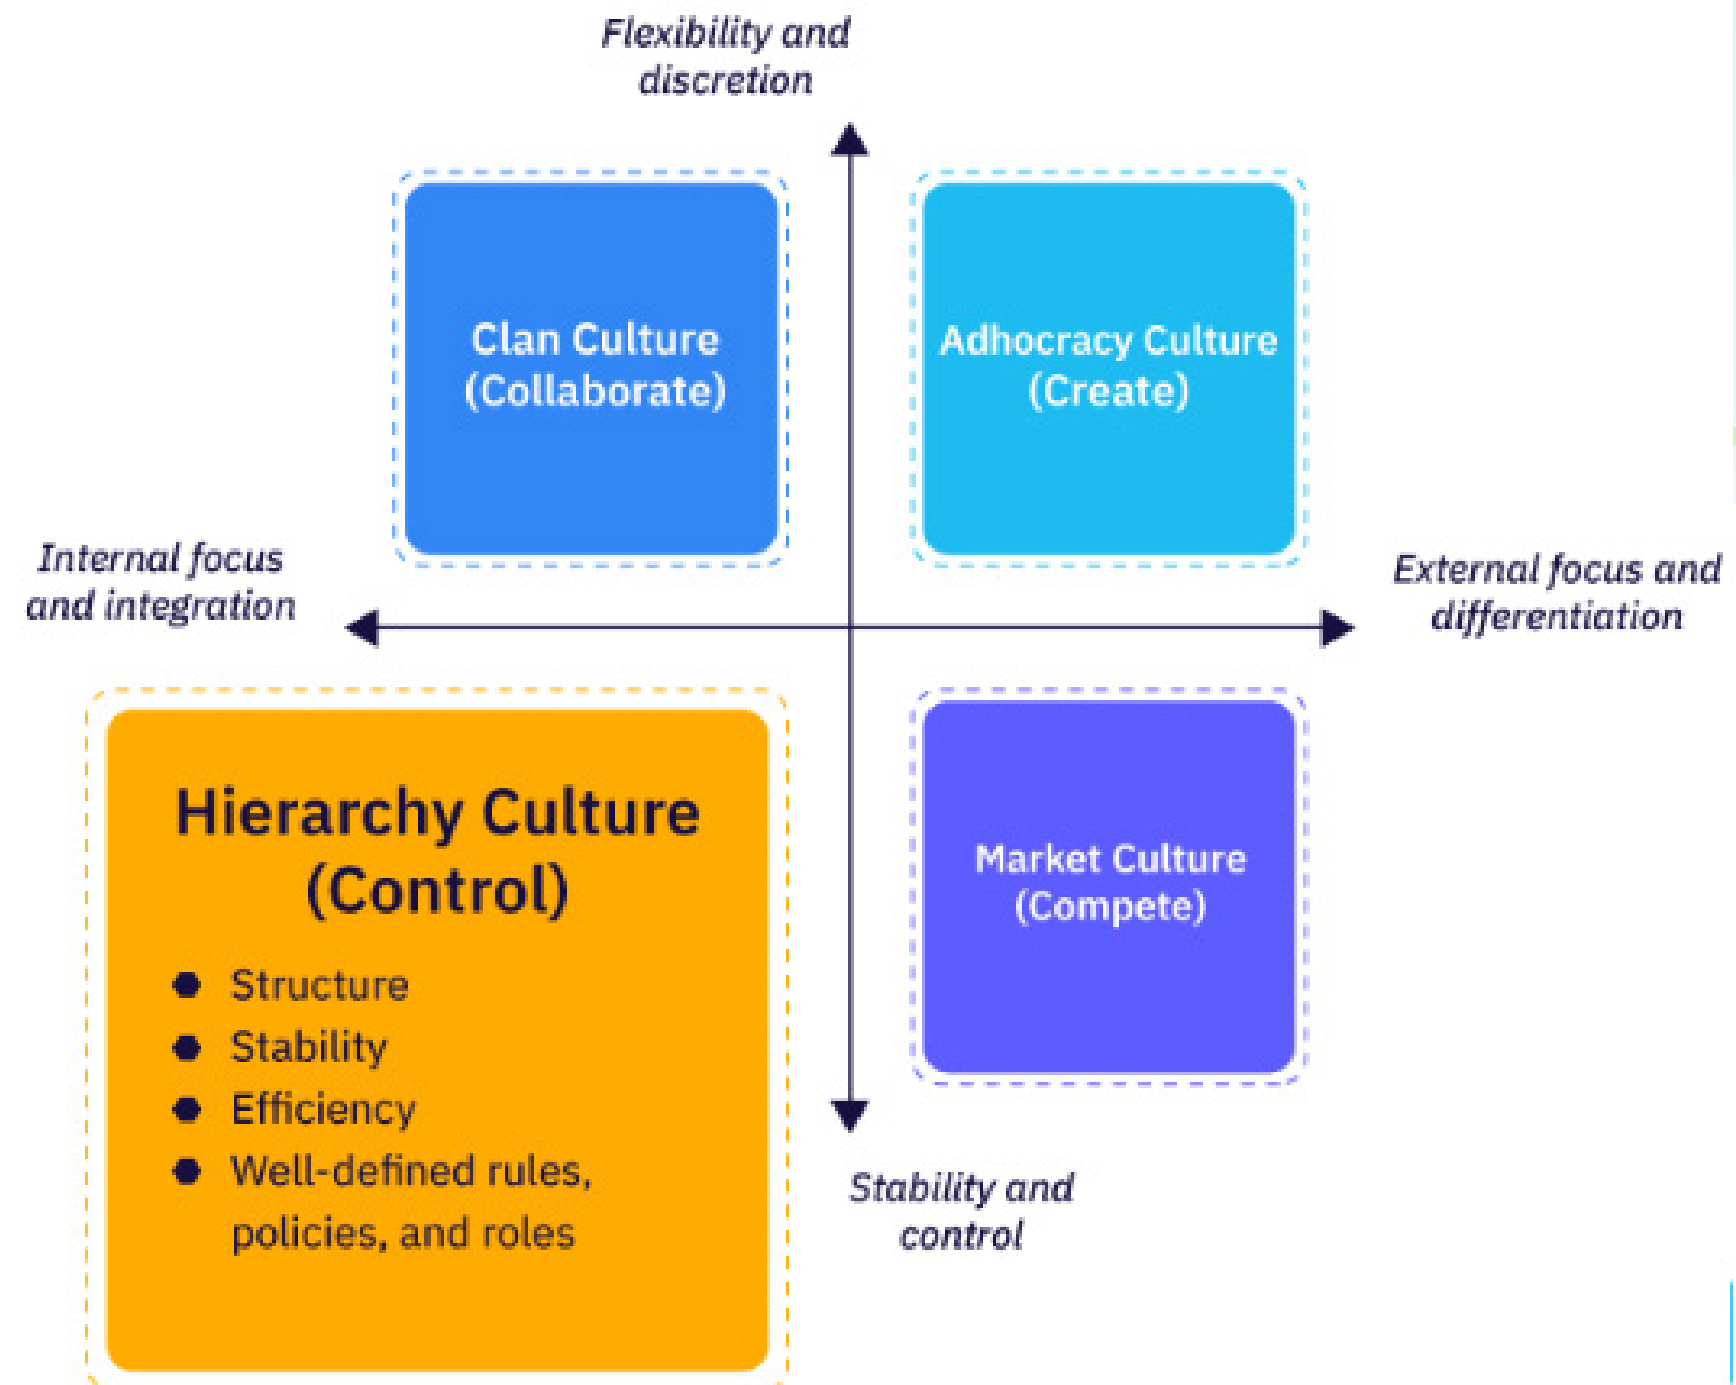 Flexibility and
discretion
Clan Culture
(Collaborate)
Adhocracy Culture
(Create)
Internal focus
and integration
External focus and
differentiation
Hierarchy Culture
(Control)
● Structure
● Stability
● Efficiency
● Well-defined rules,
policies, and roles
Market Culture
(Compete)
Stability and
control